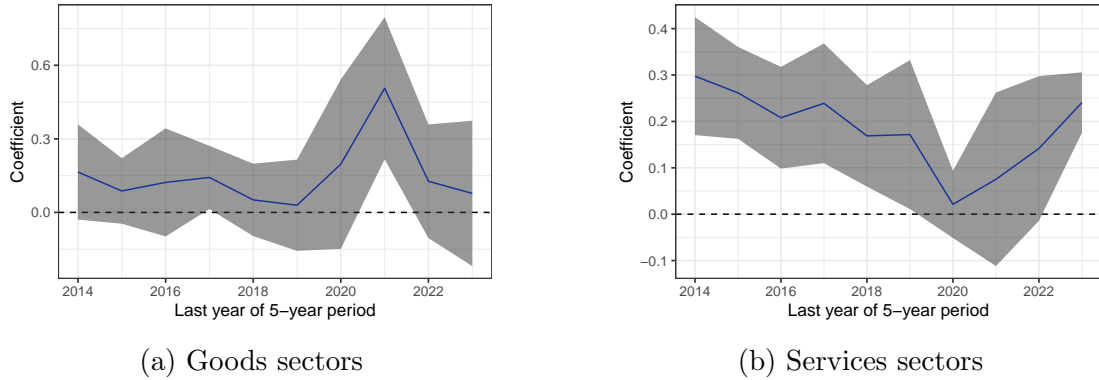 0.6
0.3
0.0
Coefficient
2014 2016 2018 2020 2022
Last year of 5−year period
(a) Goods sectors
0.4
0.3
0.2
0.1
0.0
−0.1
Coefficient
2014 2016 2018 2020 2022
Last year of 5−year period
(b) Services sectors